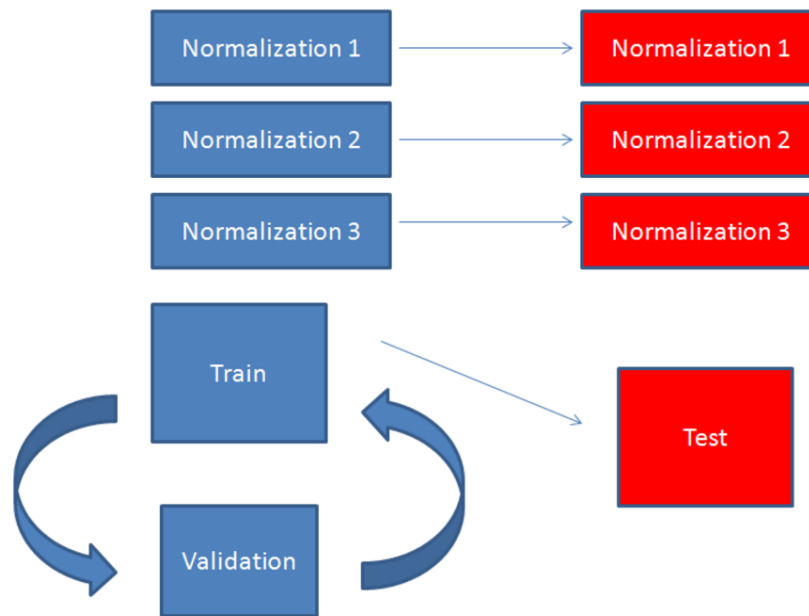 Normalization 1
Normalization 1
Normalization 2
Normalization 2
Normalization 3
Normalization 3
Train
Test
Validation